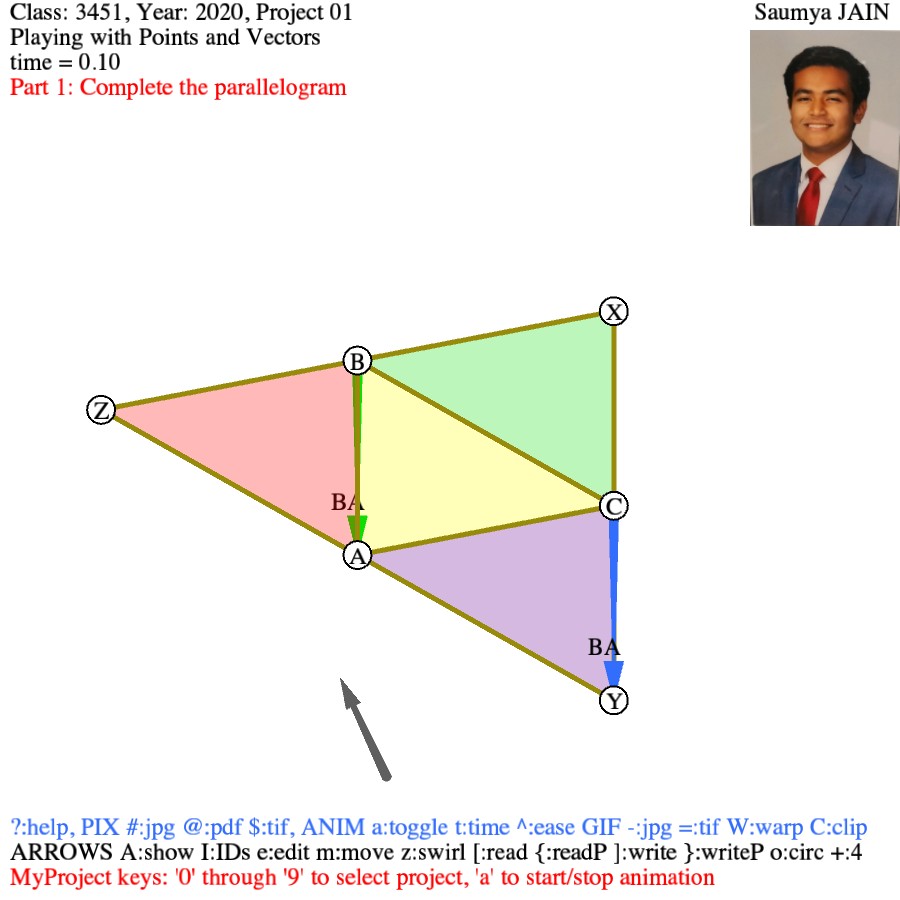 Class: 3451, Year: 2020, Project 01
Saumya JAIN
Playing with Points and Vectors
time = 0.10
Part 1: Complete the parallelogram
X
B
Z
BA
C
A
BA
Y
?:help, PIX #:jpg @:pdf $:tif, ANIM a:toggle t:time ^:ease GIF -:jpg =:tif W:warp C:clip
ARROWS A:show I:IDs e:edit m:move z:swirl [:read {:readP ]:write }:writeP o:circ +:4
MyProject keys: '0' through '9' to select project, 'a' to start/stop animation